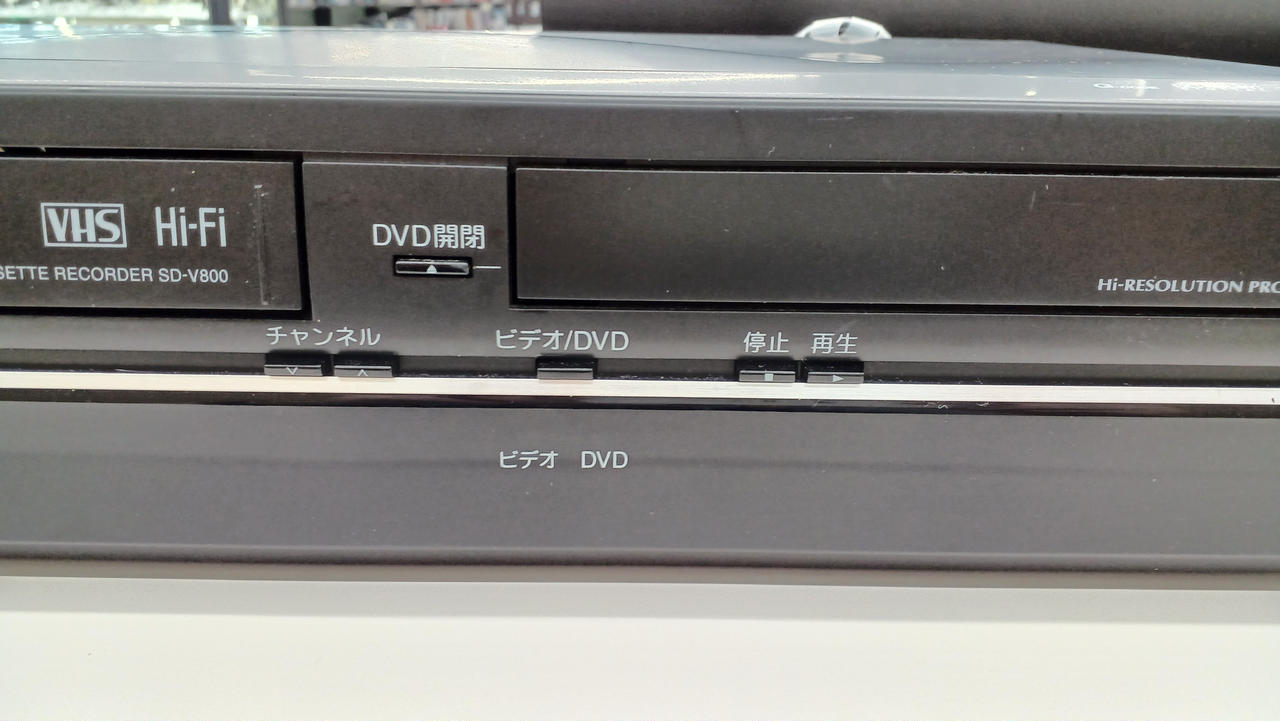 VHS Hi-Fi
SETTE RECORDER SD-V800
DVD開閉
Hi-RESOLUTION PRO
チャンネル
ビデオ/DVD
停止 再生
ビデオ DVD